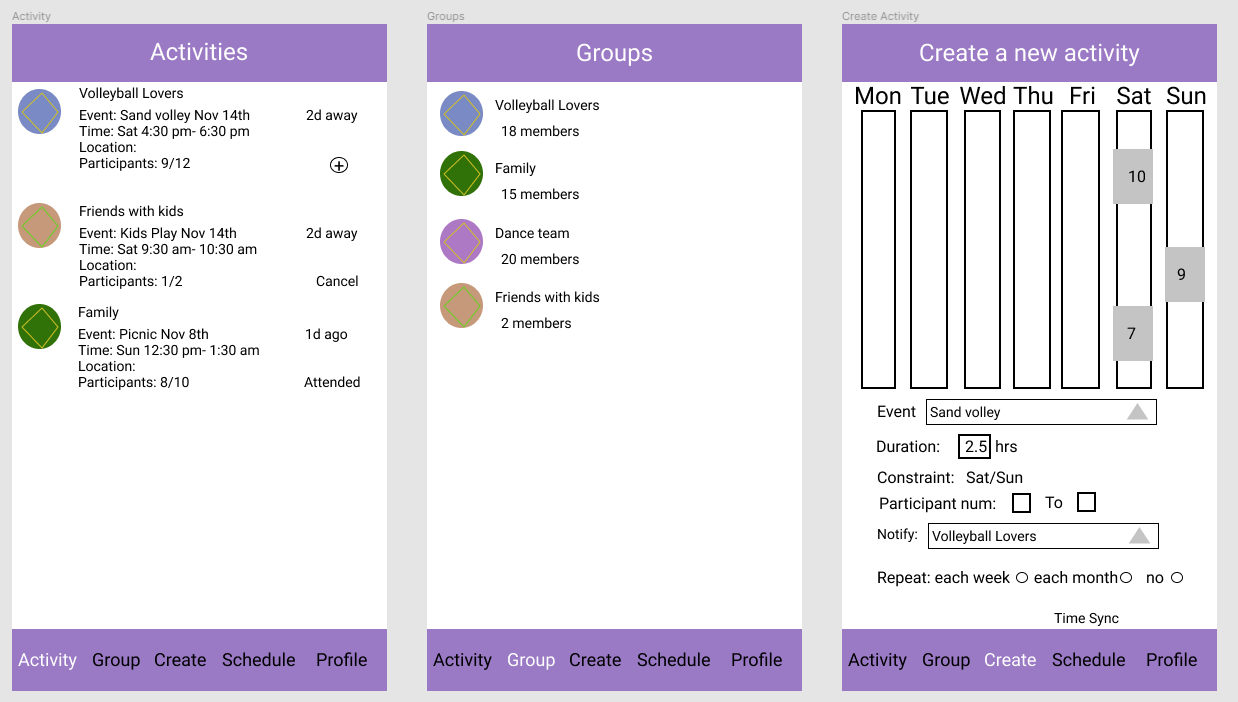 Activity
Activities
Volleyball Lovers
Event: Sand volley Nov 14th 2d away
Time: Sat 4:30 pm- 6:30 pm
Location:
Participants: 9/12
Friends with kids
Event: Kids Play Nov 14th 2d away
Time: Sat 9:30 am- 10:30 am
Location:
Participants: 1/2 Cancel
Family
Event: Picnic Nov 8th 1d ago
Time: Sun 12:30 pm- 1:30 am
Location:
Participants: 8/10 Attended
Activity Group Create Schedule Profile
Groups
Groups
Volleyball Lovers
18 members
Family
15 members
Dance team
20 members
Friends with kids
2 members
Activity Group Create Schedule Profile
Create Activity
Create a new activity
Mon Tue Wed Thu Fri Sat Sun
10
9
7
Event Sand volley
Duration: 2.5 hrs
Constraint: Sat/Sun
Participant num: To
Notify: Volleyball Lovers
Repeat: each week each month no
Time Sync
Activity Group Create Schedule Profile